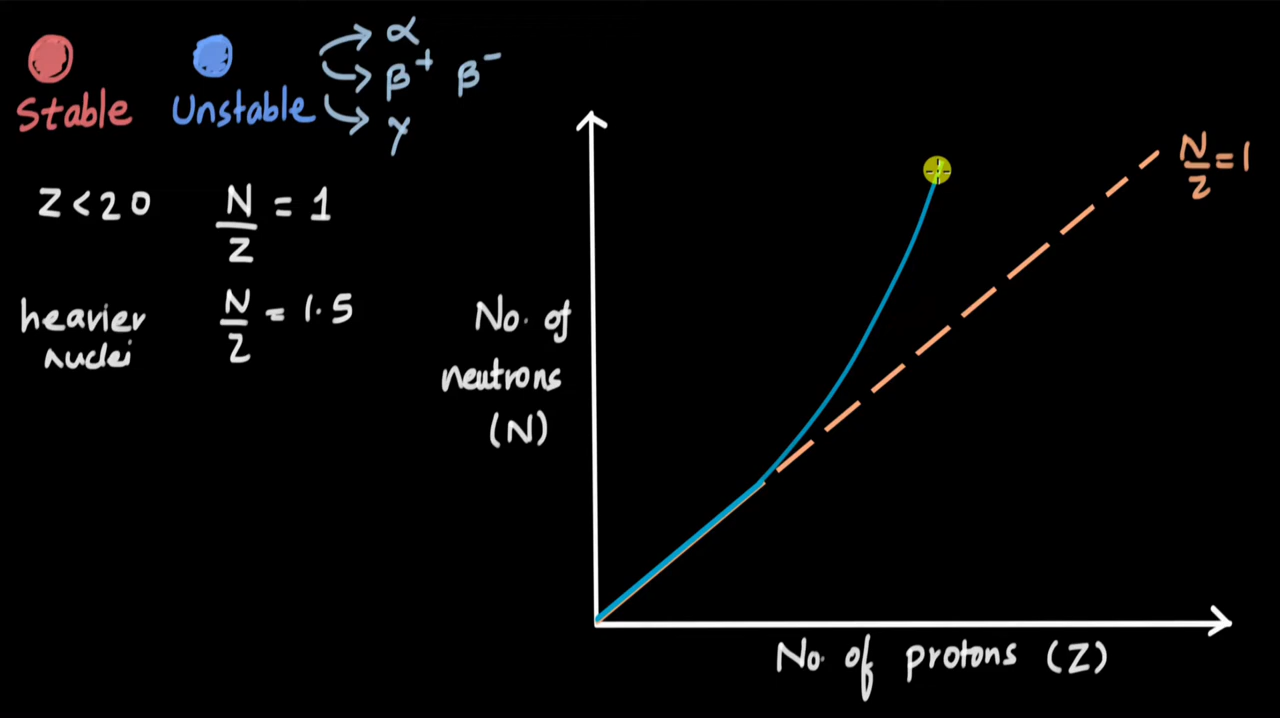 Stable
Unstable
α
β⁺ β⁻
γ
Z < 20
N/Z = 1
heavier
nuclei
N/Z = 1.5
No. of
neutrons
(N)
N/Z = 1
No. of protons (Z)